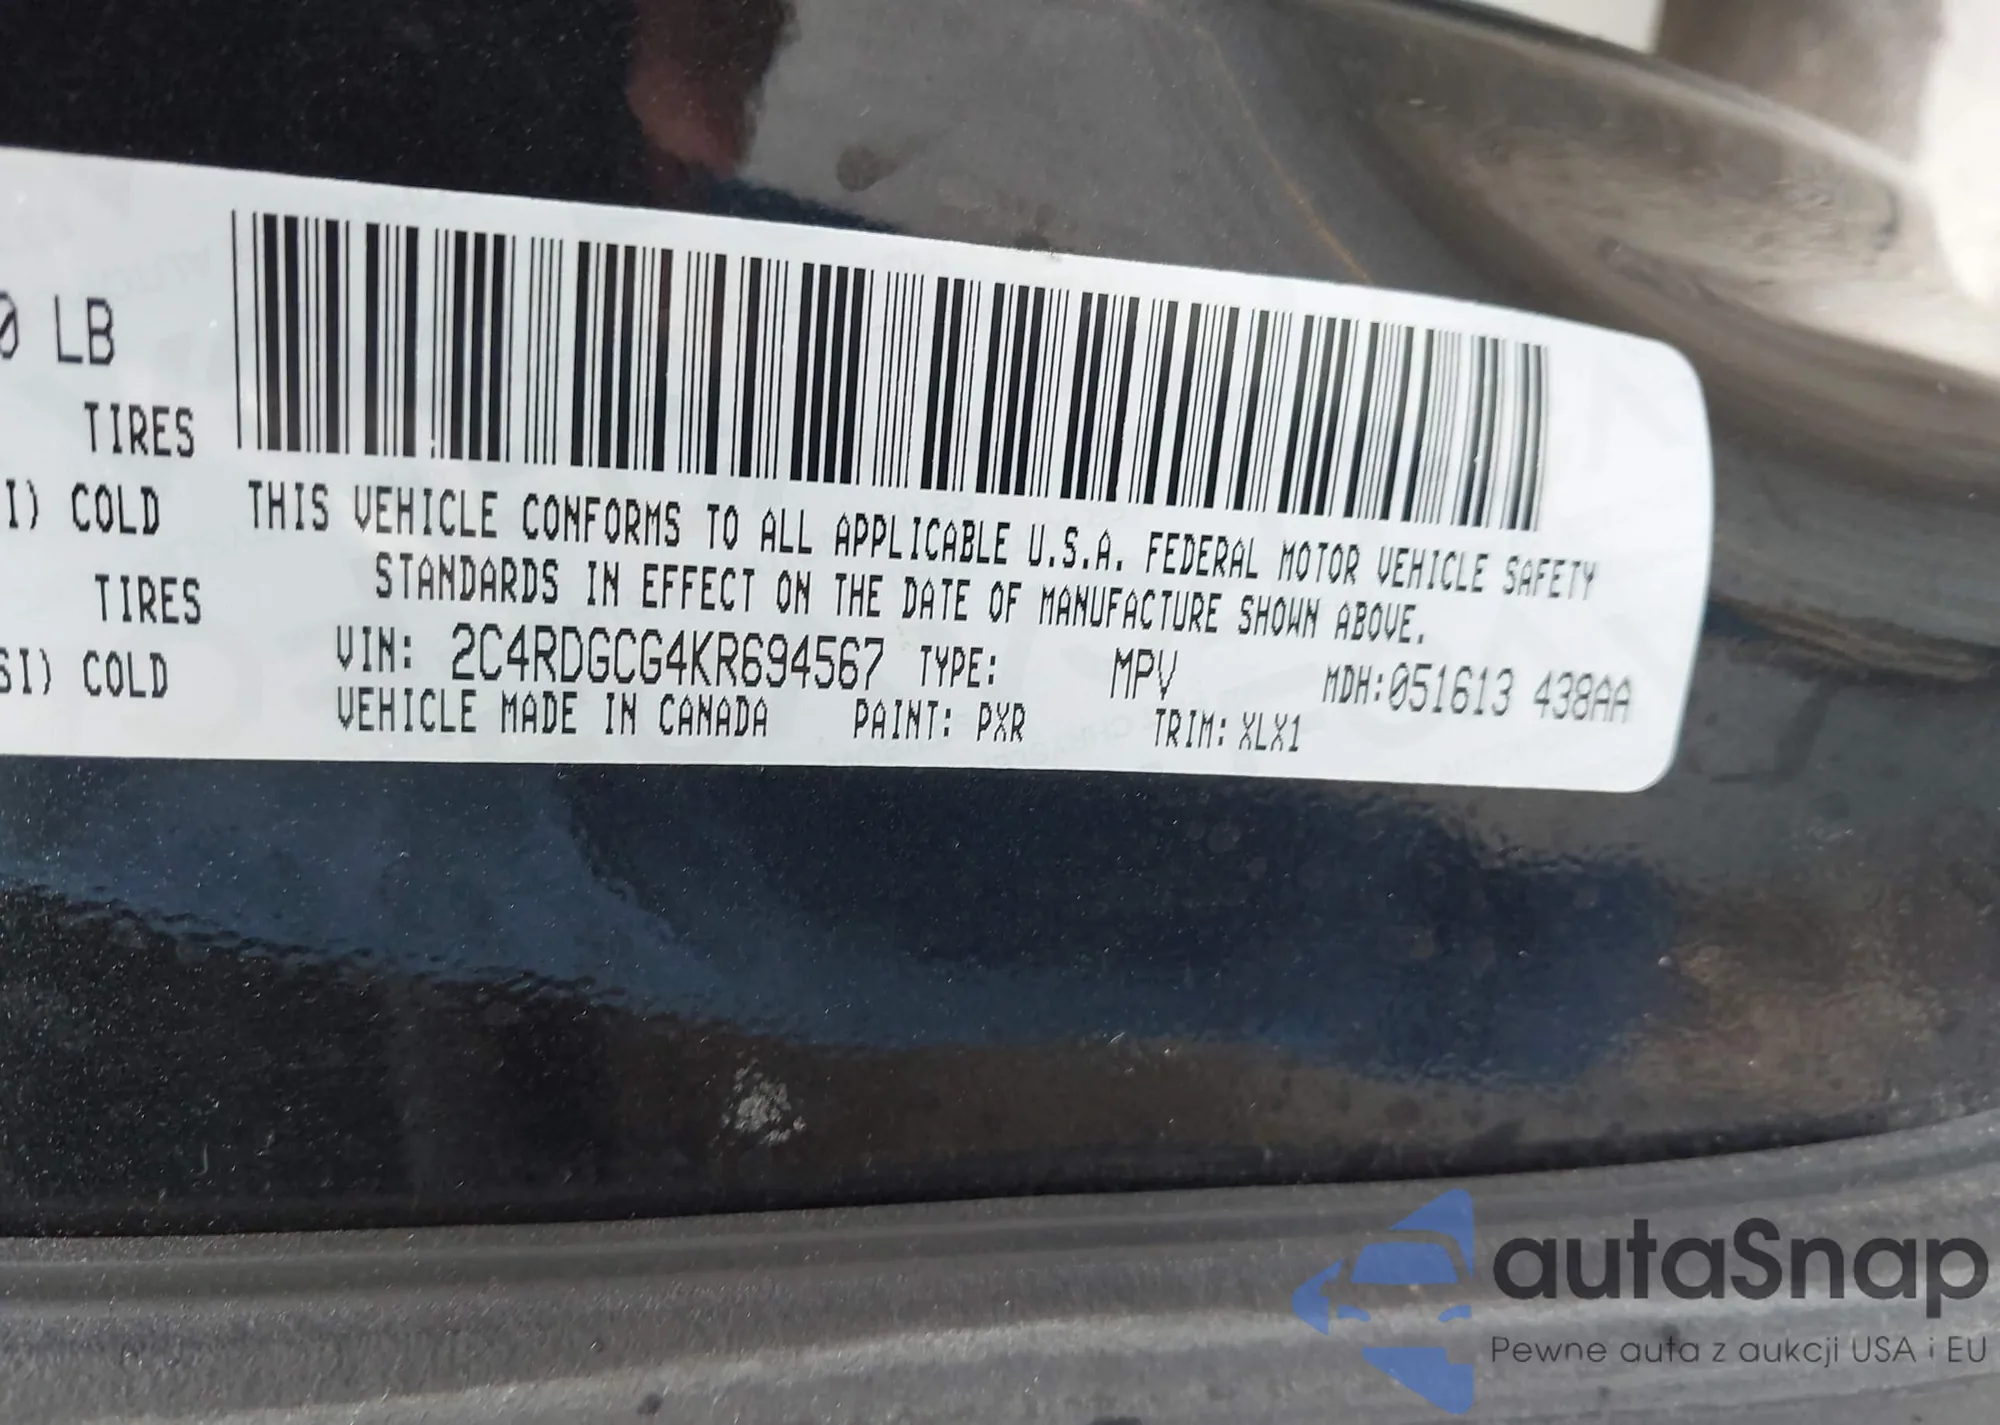 0 LB
TIRES
I) COLD
TIRES
SI) COLD
THIS VEHICLE CONFORMS TO ALL APPLICABLE U.S.A. FEDERAL MOTOR VEHICLE SAFETY
STANDARDS IN EFFECT ON THE DATE OF MANUFACTURE SHOWN ABOVE.
VIN: 2C4RDGCG4KR694567 TYPE: MPV MDH:051613 438AA
VEHICLE MADE IN CANADA PAINT: PXR TRIM: XLX1
autaSnap
Pewne auta z aukcji USA i EU